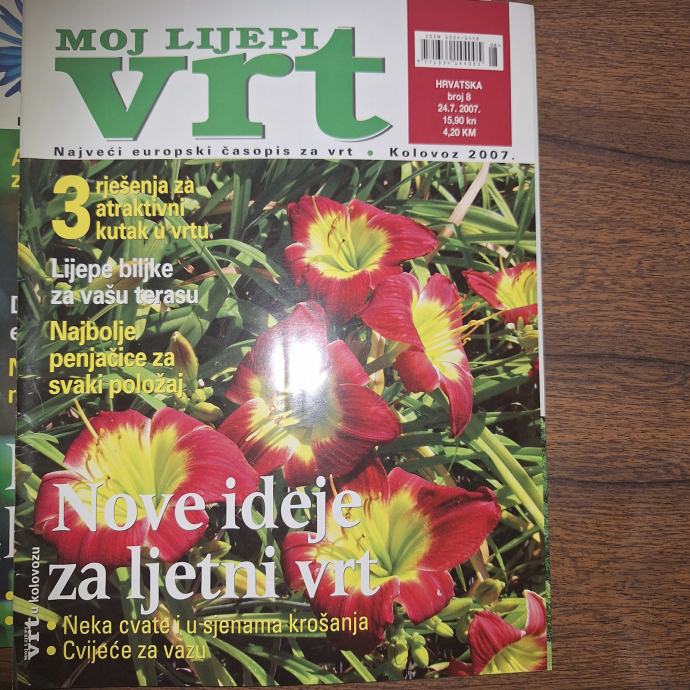 MOJ LIJEPI
vrt
HRVATSKA
broj 8
24.7. 2007.
15,90 kn
4,20 KM
Najveći europski časopis za vrt • Kolovoz 2007.
3 rješenja za
atraktivni
kutak u vrtu
Lijepe biljke
za vašu terasu
Najbolje
penjačice za
svaki položaj
Nove ideje
za ljetni vrt
• Neka cvate i u sjenama krošanja
• Cvijeće za vazu
MOJ LIJEPI
vrt u kolovozu